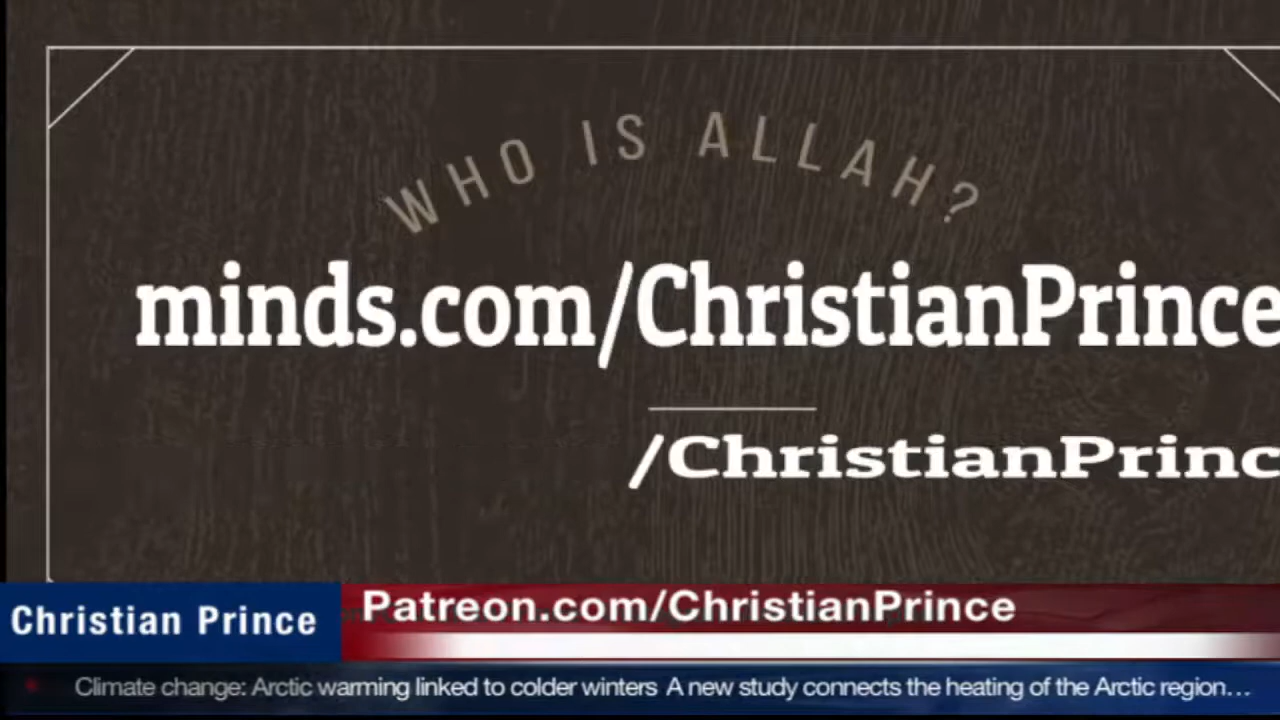 WHO IS ALLAH?
minds.com/ChristianPrince
/ChristianPrinc
Patreon.com/ChristianPrince
Christian Prince
Climate change: Arctic warming linked to colder winters A new study connects the heating of the Arctic region…